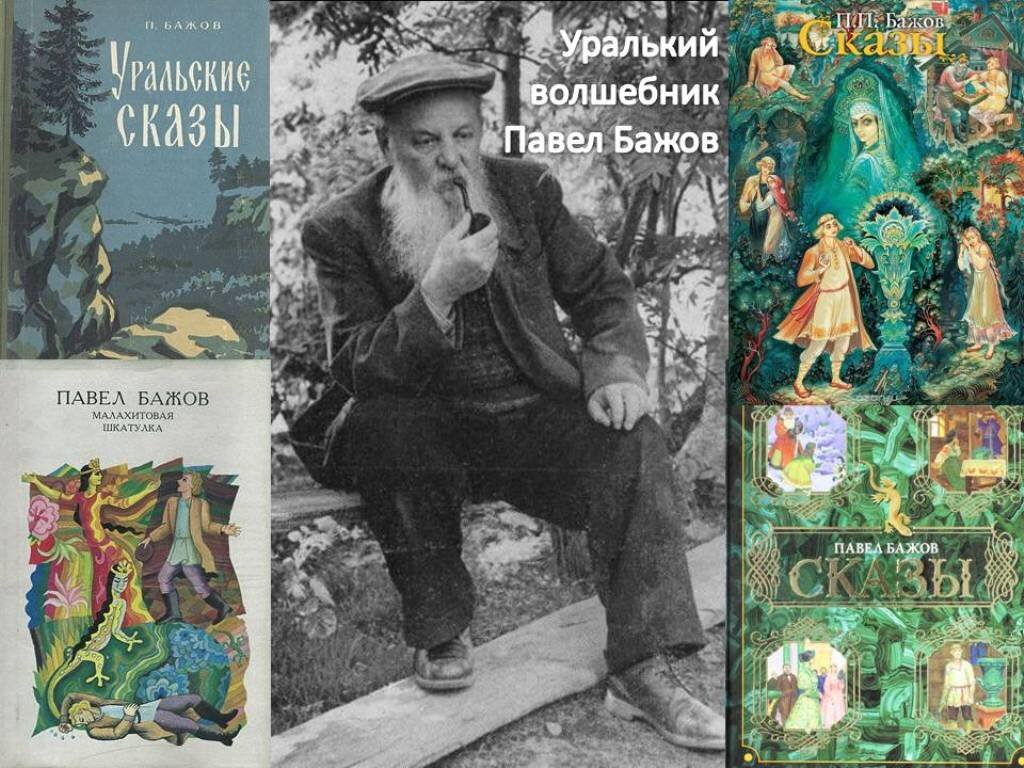 П. БАЖОВ
Уральские
сказы
Уралький
волшебник
Павел Бажов
П.П. Бажов
Сказы
ПАВЕЛ БАЖОВ
МАЛАХИТОВАЯ
ШКАТУЛКА
ПАВЕЛ БАЖОВ
СКАЗЫ